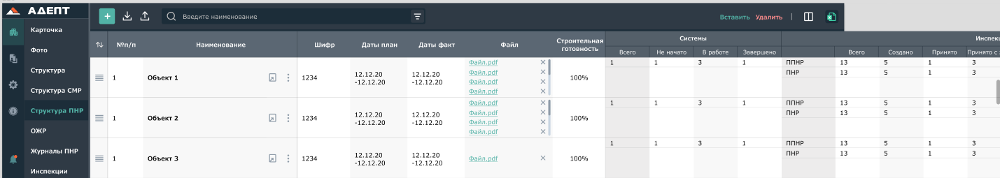 АДЕПТ
Введите наименование
Вставить Удалить
Карточка
Фото
Структура
Структура СМР
Структура ПНР
ОЖР
Журналы ПНР
Инспекции
№п/п Наименование Шифр Даты план Даты факт Файл Строительная готовность Системы
Всего Не начато В работе Завершено Всего Создано Принято
1 Объект 1 1234 12.12.20 -12.12.20 12.12.20 -12.12.20 Файл.pdf 100% 1 1 3 1 ППНР 13 5 1 3
Файл.pdf ПНР 13 5 1 3
Файл.pdf
Файл.pdf
1 Объект 2 1234 12.12.20 -12.12.20 12.12.20 -12.12.20 Файл.pdf 100% 1 1 3 1 ППНР 13 5 1 3
Файл.pdf ПНР 13 5 1 3
Файл.pdf
Файл.pdf
1 Объект 3 1234 12.12.20 -12.12.20 12.12.20 -12.12.20 Файл.pdf 100% 1 1 3 1 ППНР 13 5 1 3
ПНР 13 5 1 3